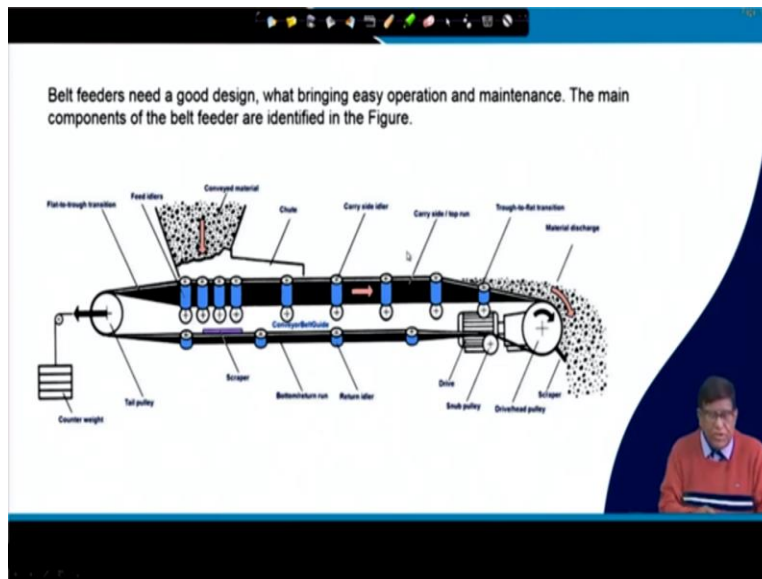 Belt feeders need a good design, what bringing easy operation and maintenance. The main
components of the belt feeder are identified in the Figure.
Conveyed material
Flat-to-trough transition
Feed idlers
Chute
Carry side idler
Carry side / top run
Trough-to-flat transition
Material discharge
ConveyorBeltGuide
Scraper
Tail pulley
Bottom/return run
Return idler
Drive
Snub pulley
Drive/head pulley
Scraper
Counter weight